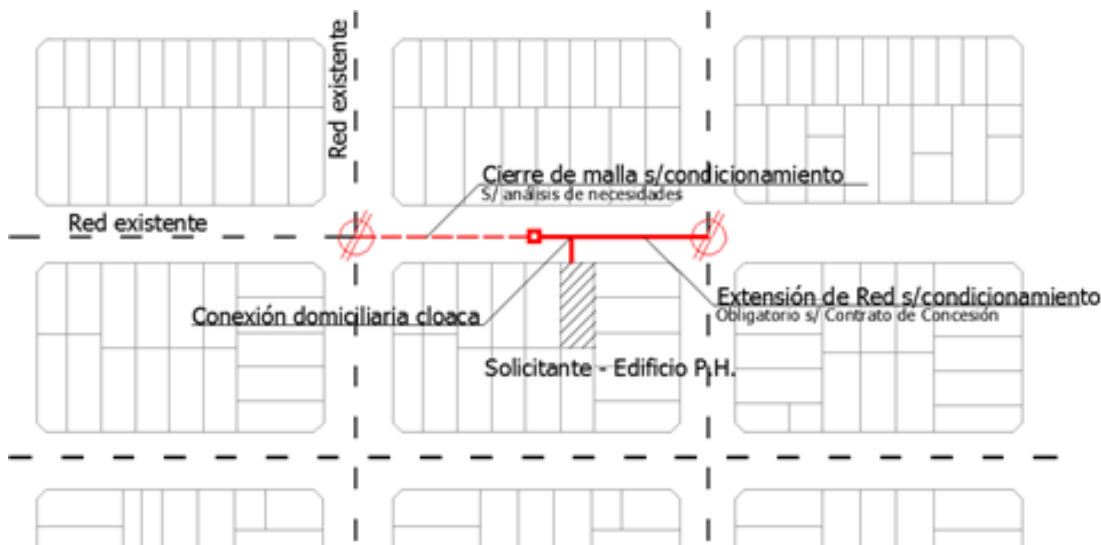 Red existente
Cierre de malla s/condicionamiento
S/ análisis de necesidades
Red existente
Extensión de Red s/condicionamiento
Obligatorio s/ Contrato de Concesión
Conexión domiciliaria cloaca
Solicitante - Edificio P.H.